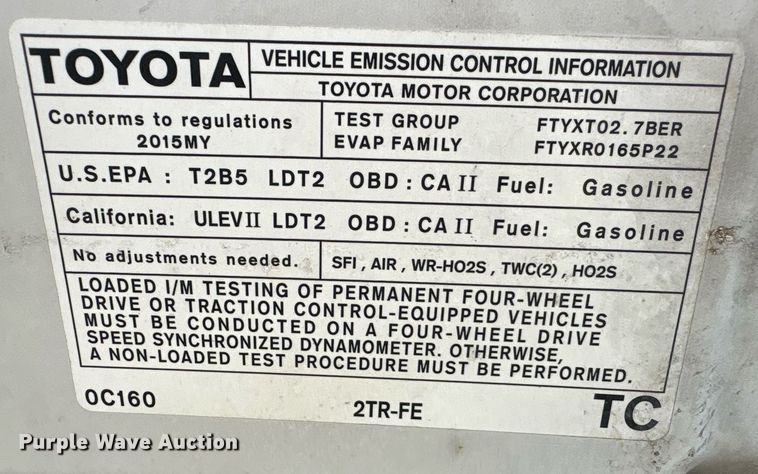 TOYOTA
VEHICLE EMISSION CONTROL INFORMATION
TOYOTA MOTOR CORPORATION
Conforms to regulations
2015MY
TEST GROUP FTYXT02.7BER
EVAP FAMILY FTYXR0165P22
U.S.EPA : T2B5 LDT2 OBD : CA II Fuel: Gasoline
California: ULEV II LDT2 OBD : CA II Fuel: Gasoline
No adjustments needed.
SFI , AIR , WR-HO2S , TWC(2) , HO2S
LOADED I/M TESTING OF PERMANENT FOUR-WHEEL
DRIVE OR TRACTION CONTROL-EQUIPPED VEHICLES
MUST BE CONDUCTED ON A FOUR-WHEEL DRIVE
SPEED SYNCHRONIZED DYNAMOMETER. OTHERWISE,
A NON-LOADED TEST PROCEDURE MUST BE PERFORMED.
0C160 2TR-FE TC
Purple Wave Auction